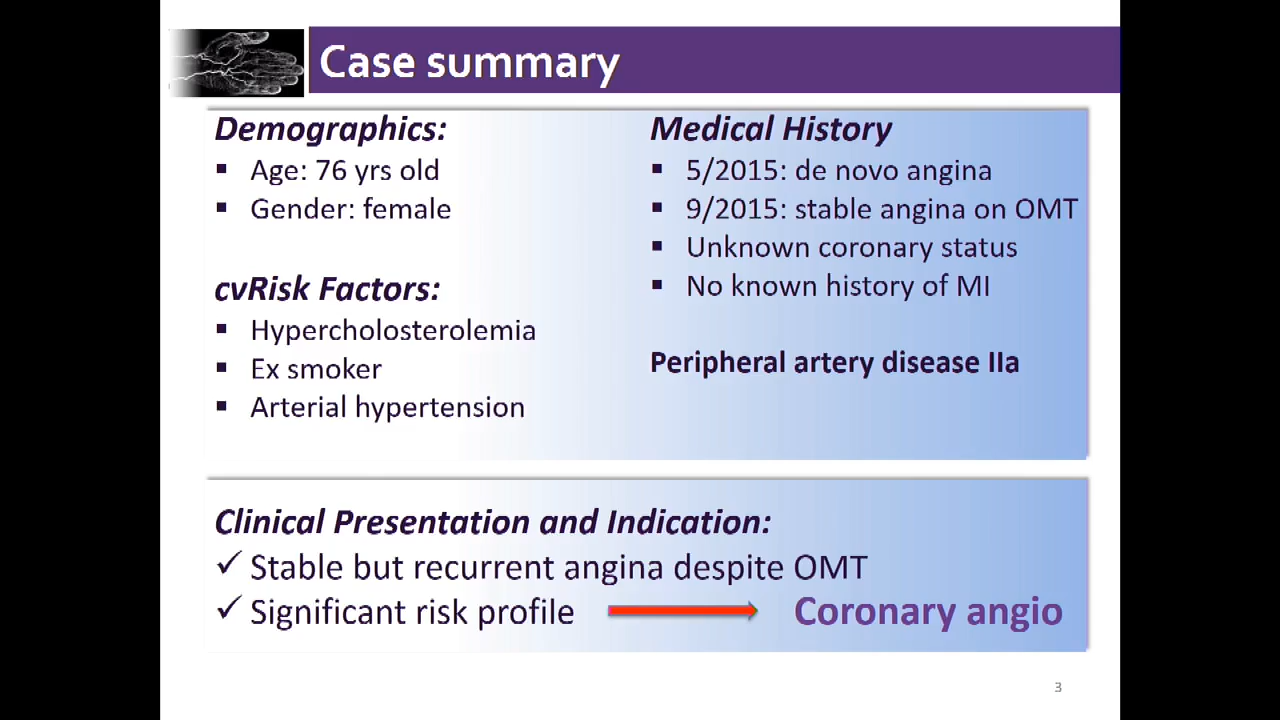 Case summary
Demographics:
▪ Age: 76 yrs old
▪ Gender: female
cvRisk Factors:
▪ Hypercholosterolemia
▪ Ex smoker
▪ Arterial hypertension
Medical History
▪ 5/2015: de novo angina
▪ 9/2015: stable angina on OMT
▪ Unknown coronary status
▪ No known history of MI
Peripheral artery disease IIa
Clinical Presentation and Indication:
✓ Stable but recurrent angina despite OMT
✓ Significant risk profile Coronary angio
3